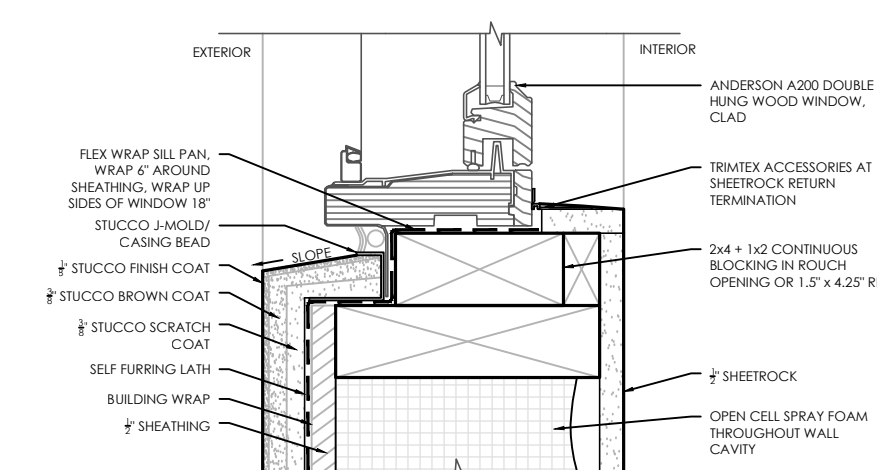 EXTERIOR
INTERIOR
ANDERSON A200 DOUBLE
HUNG WOOD WINDOW,
CLAD
FLEX WRAP SILL PAN,
WRAP 6" AROUND
SHEATHING, WRAP UP
SIDES OF WINDOW 18"
TRIMTEX ACCESSORIES AT
SHEETROCK RETURN
TERMINATION
STUCCO J-MOLD/
CASING BEAD
SLOPE
2x4 + 1x2 CONTINUOUS
BLOCKING IN ROUCH
OPENING OR 1.5" x 4.25" R
STUCCO FINISH COAT
3/8" STUCCO BROWN COAT
3/8" STUCCO SCRATCH
COAT
SELF FURRING LATH
BUILDING WRAP
1/2" SHEATHING
1/2" SHEETROCK
OPEN CELL SPRAY FOAM
THROUGHOUT WALL
CAVITY